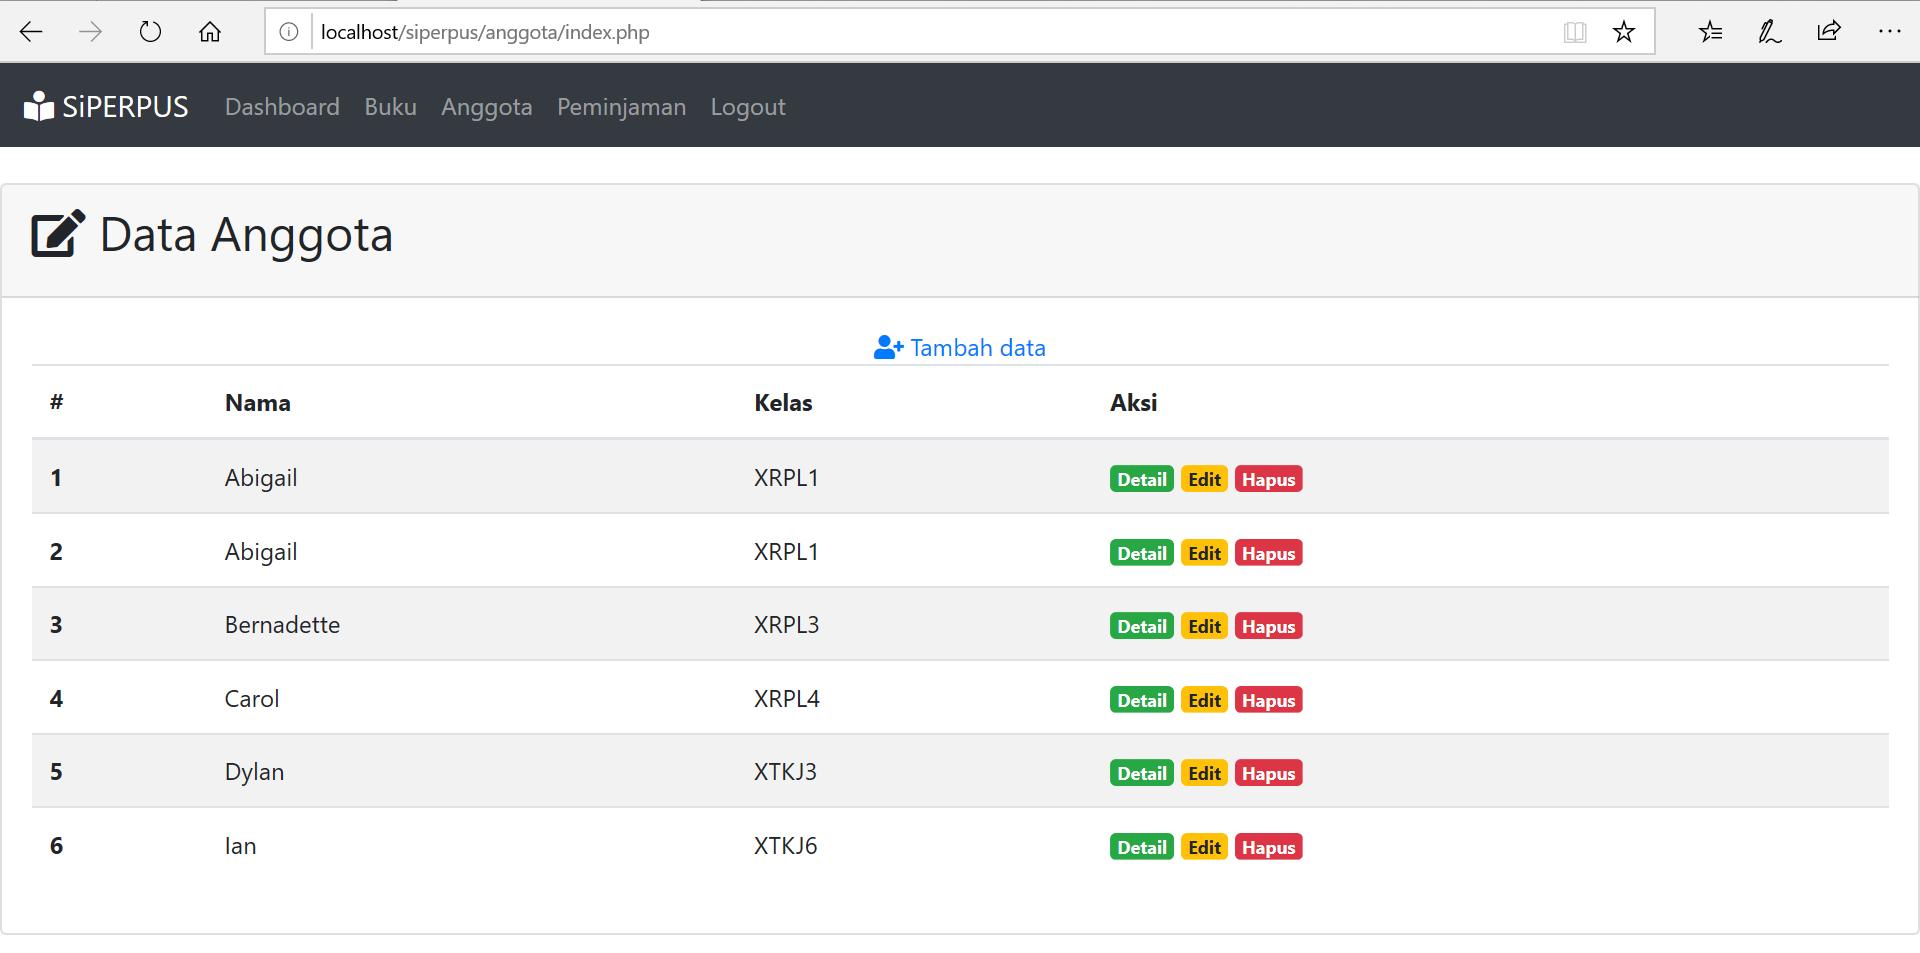 localhost/siperpus/anggota/index.php
SiPERPUS Dashboard Buku Anggota Peminjaman Logout
Data Anggota
Tambah data
# Nama Kelas Aksi
1 Abigail XRPL1 Detail Edit Hapus
2 Abigail XRPL1 Detail Edit Hapus
3 Bernadette XRPL3 Detail Edit Hapus
4 Carol XRPL4 Detail Edit Hapus
5 Dylan XTKJ3 Detail Edit Hapus
6 Ian XTKJ6 Detail Edit Hapus